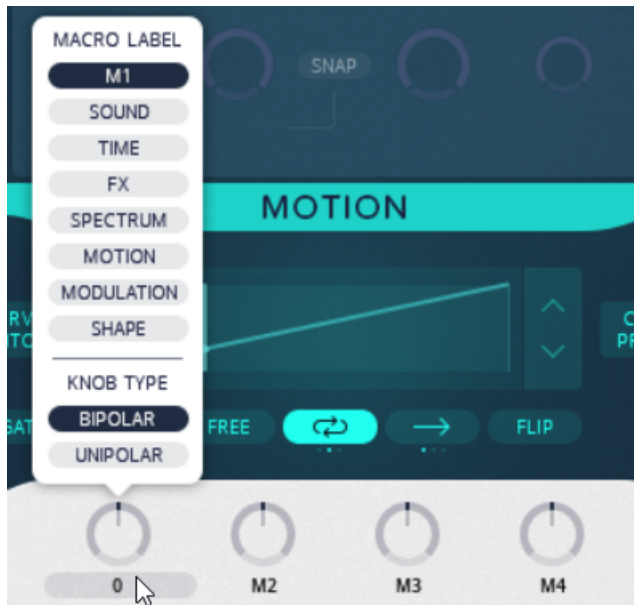 MACRO LABEL
M1
SOUND
TIME
FX
SPECTRUM
MOTION
MODULATION
SHAPE
KNOB TYPE
BIPOLAR
UNIPOLAR
SNAP
MOTION
FREE
FLIP
0
M2
M3
M4